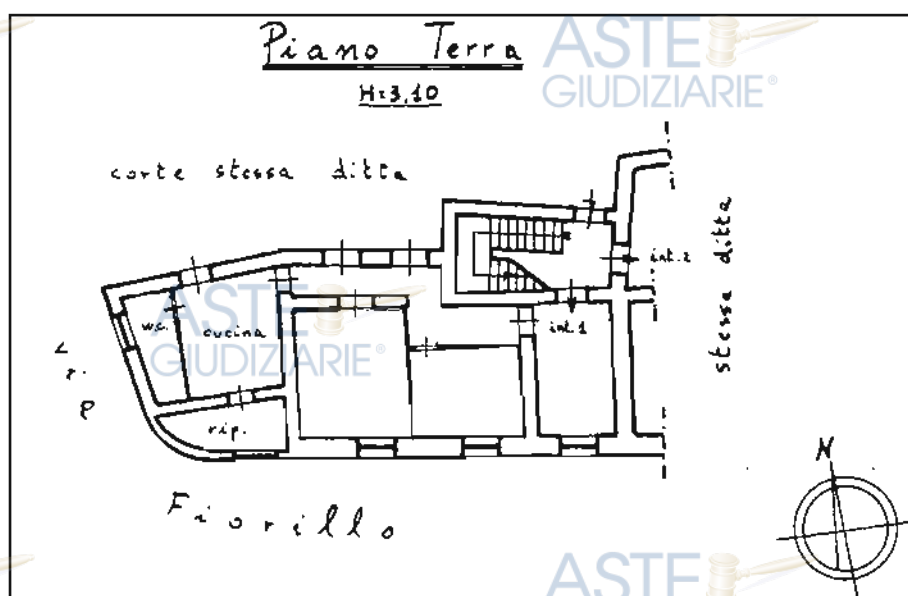 Piano Terra
H=3,10
ASTE
GIUDIZIARIE®
corte stessa ditta
int.2
stessa ditta
int.1
w.c.
cucina
ASTE
GIUDIZIARIE®
rip.
Fiorillo
N
ASTE